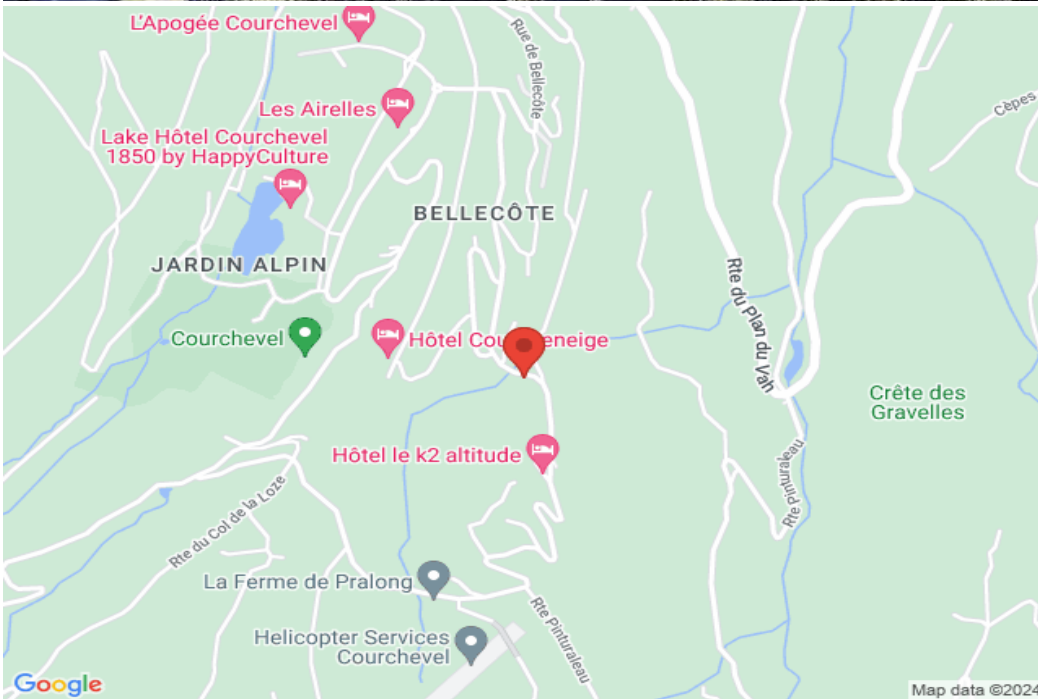 L'Apogée Courchevel
Rue de Bellecôte
Les Airelles
Cèpes
Lake Hôtel Courchevel
1850 by HappyCulture
BELLECÔTE
JARDIN ALPIN
Rte du Plan du Vah
Courchevel
Hôtel Cou eneige
Crête des
Gravelles
Hôtel le k2 altitude
Rte Pinturaleau
Rte du Col de la Loze
La Ferme de Pralong
Rte Pinturaleau
Helicopter Services
Courchevel
Google
Map data ©2024